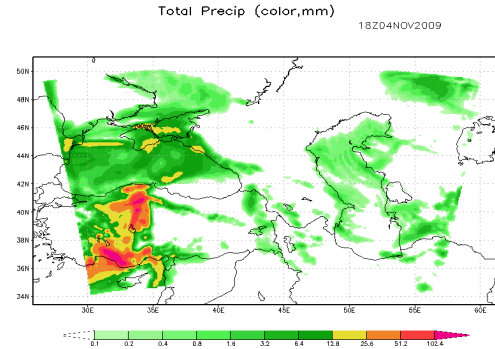 Total Precip (color,mm)
18Z04NOV2009
50N
48N
46N
44N
42N
40N
38N
36N
34N
30E 35E 40E 45E 50E 55E 60E
0.1 0.2 0.4 0.8 1.6 3.2 6.4 12.8 25.6 51.2 102.4